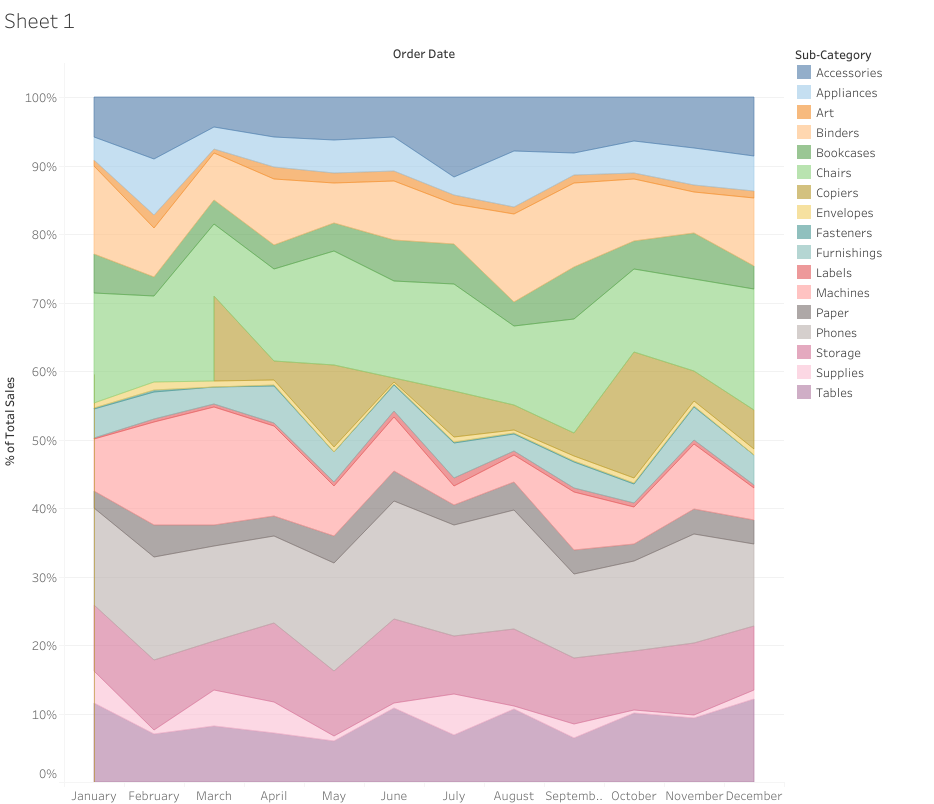 Sheet 1
Order Date
Sub-Category
Accessories
Appliances
Art
Binders
Bookcases
Chairs
Copiers
Envelopes
Fasteners
Furnishings
Labels
Machines
Paper
Phones
Storage
Supplies
Tables
% of Total Sales
100%
90%
80%
70%
60%
50%
40%
30%
20%
10%
0%
January February March April May June July August Septemb.. October November December